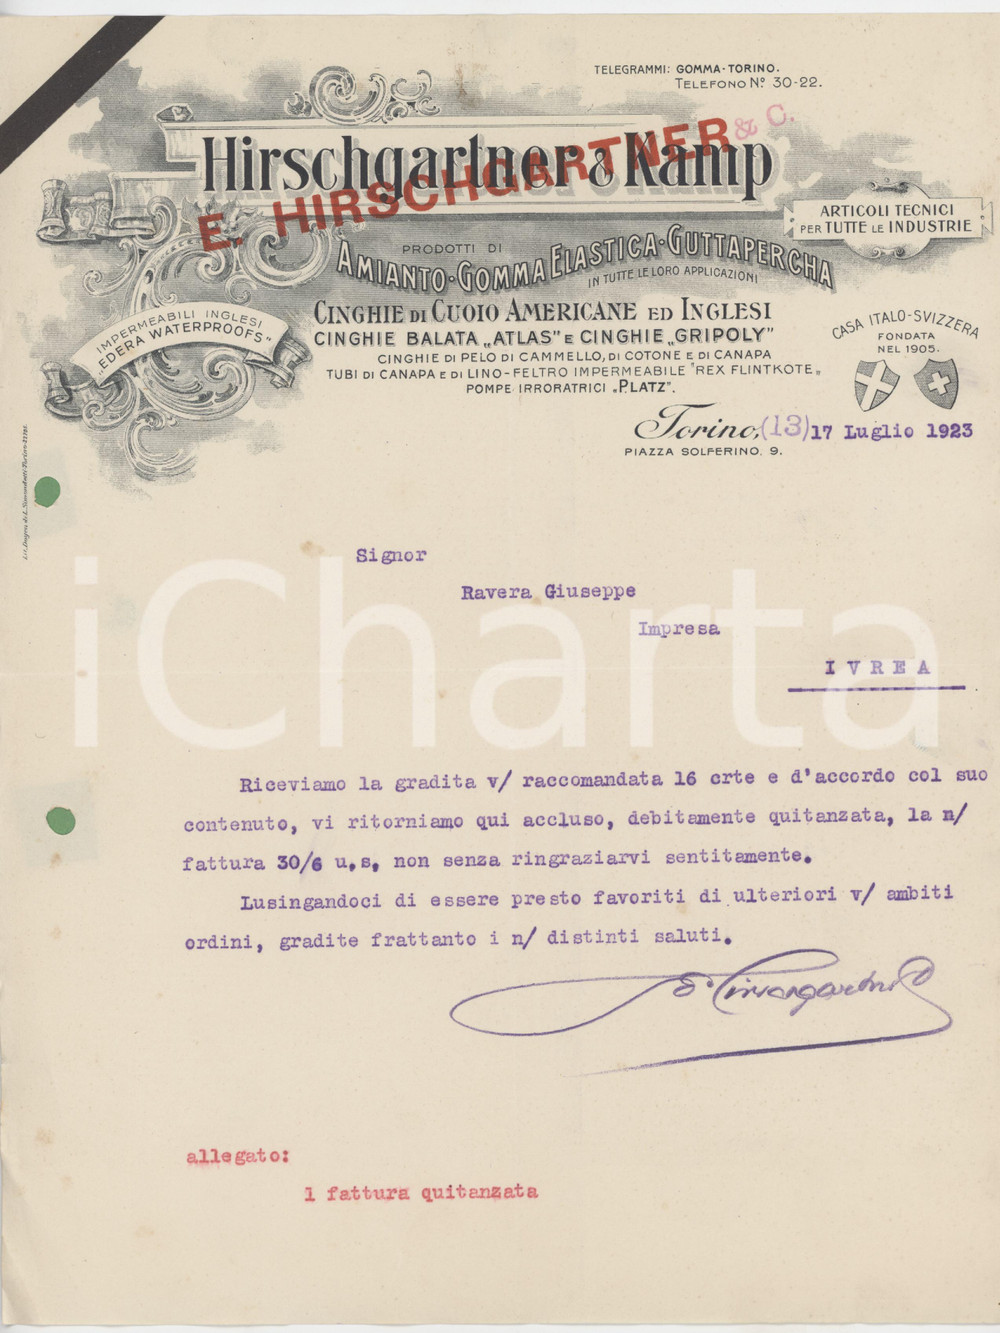 TELEGRAMMI: GOMMA-TORINO.
TELEFONO Nº 30-22.
Hirschgartner & Kamp
E. HIRSCHGARTNER & C.
ARTICOLI TECNICI
PER TUTTE LE INDUSTRIE
PRODOTTI DI
AMIANTO-GOMMA ELASTICA-GUTTAPERCHA
IN TUTTE LE LORO APPLICAZIONI
IMPERMEABILI INGLESI
„EDERA WATERPROOFS"
CINGHIE DI CUOIO AMERICANE ED INGLESI
CINGHIE BALATA „ATLAS" E CINGHIE „GRIPOLY"
CINGHIE DI PELO DI CAMMELLO, DI COTONE E DI CANAPA
TUBI DI CANAPA E DI LINO-FELTRO IMPERMEABILE "REX FLINTKOTE„
POMPE IRRORATRICI „PLATZ".
CASA ITALO-SVIZZERA
FONDATA
NEL 1905.
Torino, (13) 17 Luglio 1923
PIAZZA SOLFERINO, 9.
Signor
Ravera Giuseppe
Impresa
IVREA
iCharta
Riceviamo la gradita v/ raccomandata 16 crte e d'accordo col suo
contenuto, vi ritorniamo qui accluso, debitamente quitanzata, la n/
fattura 30/6 u.s. non senza ringraziarvi sentitamente.
Lusingandoci di essere presto favoriti di ulteriori v/ ambiti
ordini, gradite frattanto i n/ distinti saluti.
E. Hirschgartner
allegato:
1 fattura quitanzata